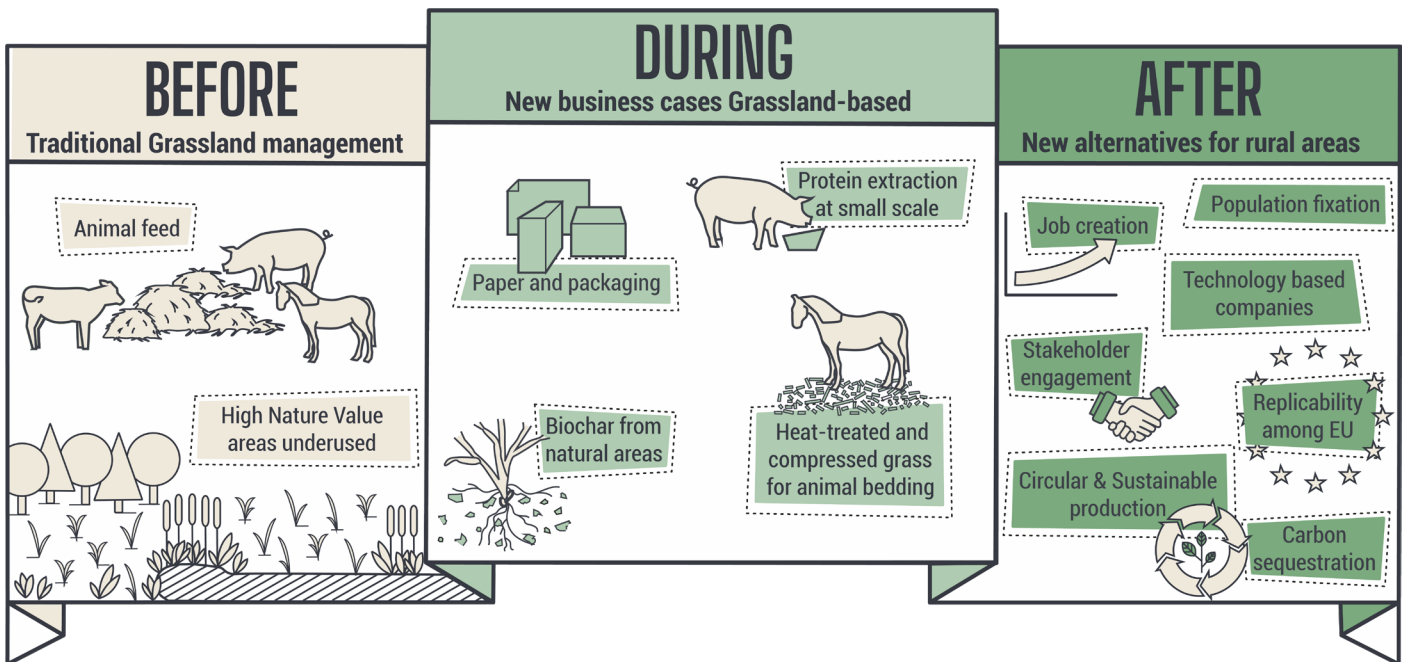 BEFORE
Traditional Grassland management
Animal feed
High Nature Value
areas underused
DURING
New business cases Grassland-based
Paper and packaging
Protein extraction
at small scale
Biochar from
natural areas
Heat-treated and
compressed grass
for animal bedding
AFTER
New alternatives for rural areas
Job creation
Population fixation
Technology based
companies
Stakeholder
engagement
Replicability
among EU
Circular & Sustainable
production
Carbon
sequestration